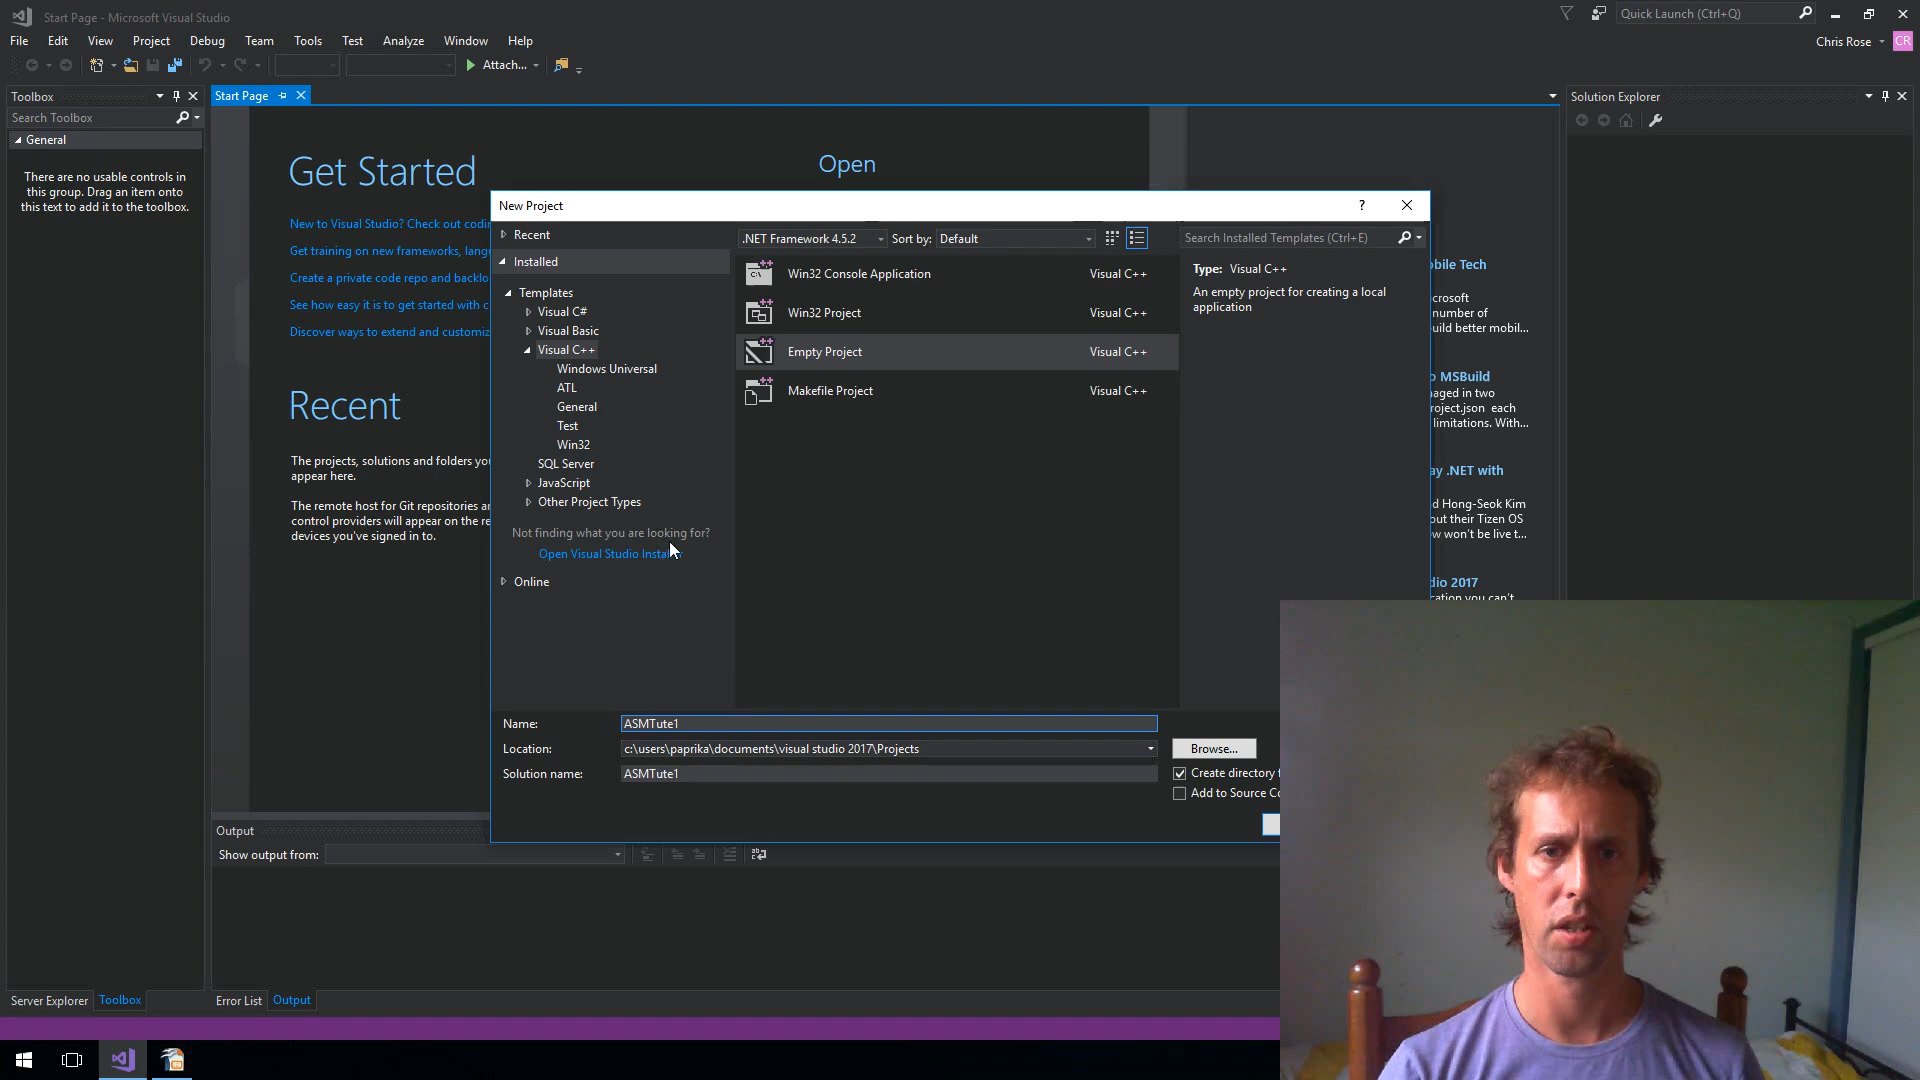 Start Page - Microsoft Visual Studio
Quick Launch (Ctrl+Q)
File Edit View Project Debug Team Tools Test Analyze Window Help
Chris Rose CR
Attach...
Toolbox
Start Page
Solution Explorer
Search Toolbox
General
There are no usable controls in
this group. Drag an item onto
this text to add it to the toolbox.
Get Started
Open
New to Visual Studio? Check out codin
Get training on new frameworks, lang
Create a private code repo and backlo
See how easy it is to get started with c
Discover ways to extend and customiz
Recent
The projects, solutions and folders you
appear here.
The remote host for Git repositories an
control providers will appear on the re
devices you've signed in to.
New Project
?
Recent
Installed
Templates
Visual C#
Visual Basic
Visual C++
Windows Universal
ATL
General
Test
Win32
SQL Server
JavaScript
Other Project Types
Not finding what you are looking for?
Open Visual Studio Installer
Online
.NET Framework 4.5.2 Sort by: Default
Search Installed Templates (Ctrl+E)
Win32 Console Application Visual C++
Win32 Project Visual C++
Empty Project Visual C++
Makefile Project Visual C++
Type: Visual C++
An empty project for creating a local
application
bile Tech
crosoft
number of
uild better mobil...
o MSBuild
naged in two
roject.json each
limitations. With...
ay .NET with
d Hong-Seok Kim
out their Tizen OS
w won't be live t...
dio 2017
cation you can't
Name: ASMTute1
Location: c:\users\paprika\documents\visual studio 2017\Projects
Browse...
Solution name: ASMTute1
Create directory f
Add to Source Co
Output
Show output from:
Server Explorer Toolbox
Error List Output